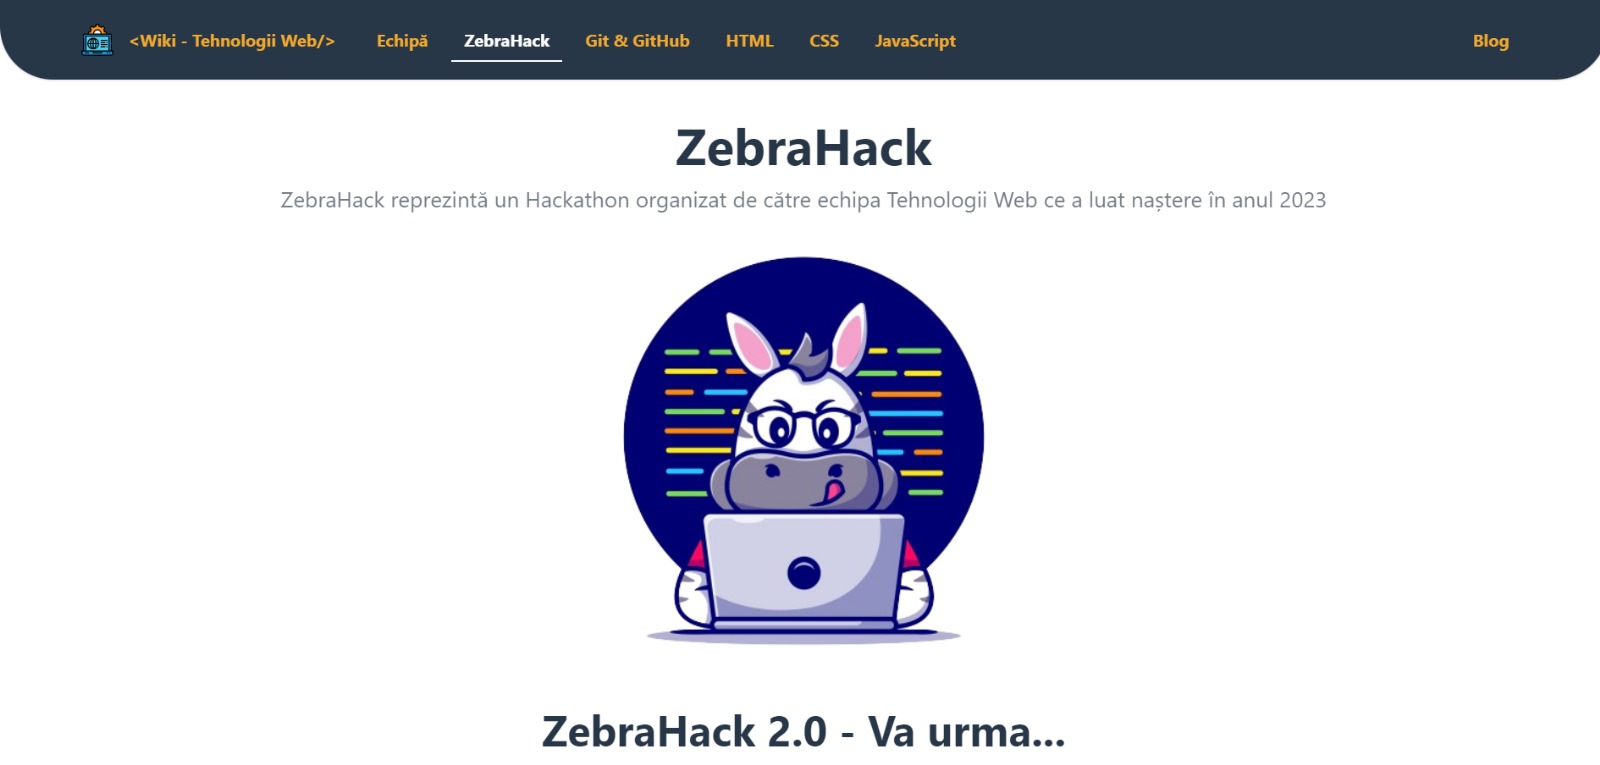 <Wiki - Tehnologii Web/> Echipă ZebraHack Git & GitHub HTML CSS JavaScript Blog
ZebraHack
ZebraHack reprezintă un Hackathon organizat de către echipa Tehnologii Web ce a luat naștere în anul 2023
ZebraHack 2.0 - Va urma...